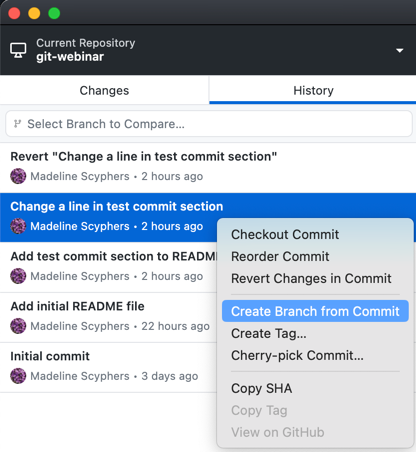 Current Repository
git-webinar
Changes
History
Select Branch to Compare...
Revert "Change a line in test commit section"
Madeline Scyphers • 2 hours ago
Change a line in test commit section
Madeline Scyphers • 2 hours ago
Checkout Commit
Reorder Commit
Revert Changes in Commit
Create Branch from Commit
Create Tag...
Cherry-pick Commit...
Copy SHA
Copy Tag
View on GitHub
Add test commit section to README
Madeline Scyphers • 2 hours ago
Add initial README file
Madeline Scyphers • 22 hours ago
Initial commit
Madeline Scyphers • 3 days ago